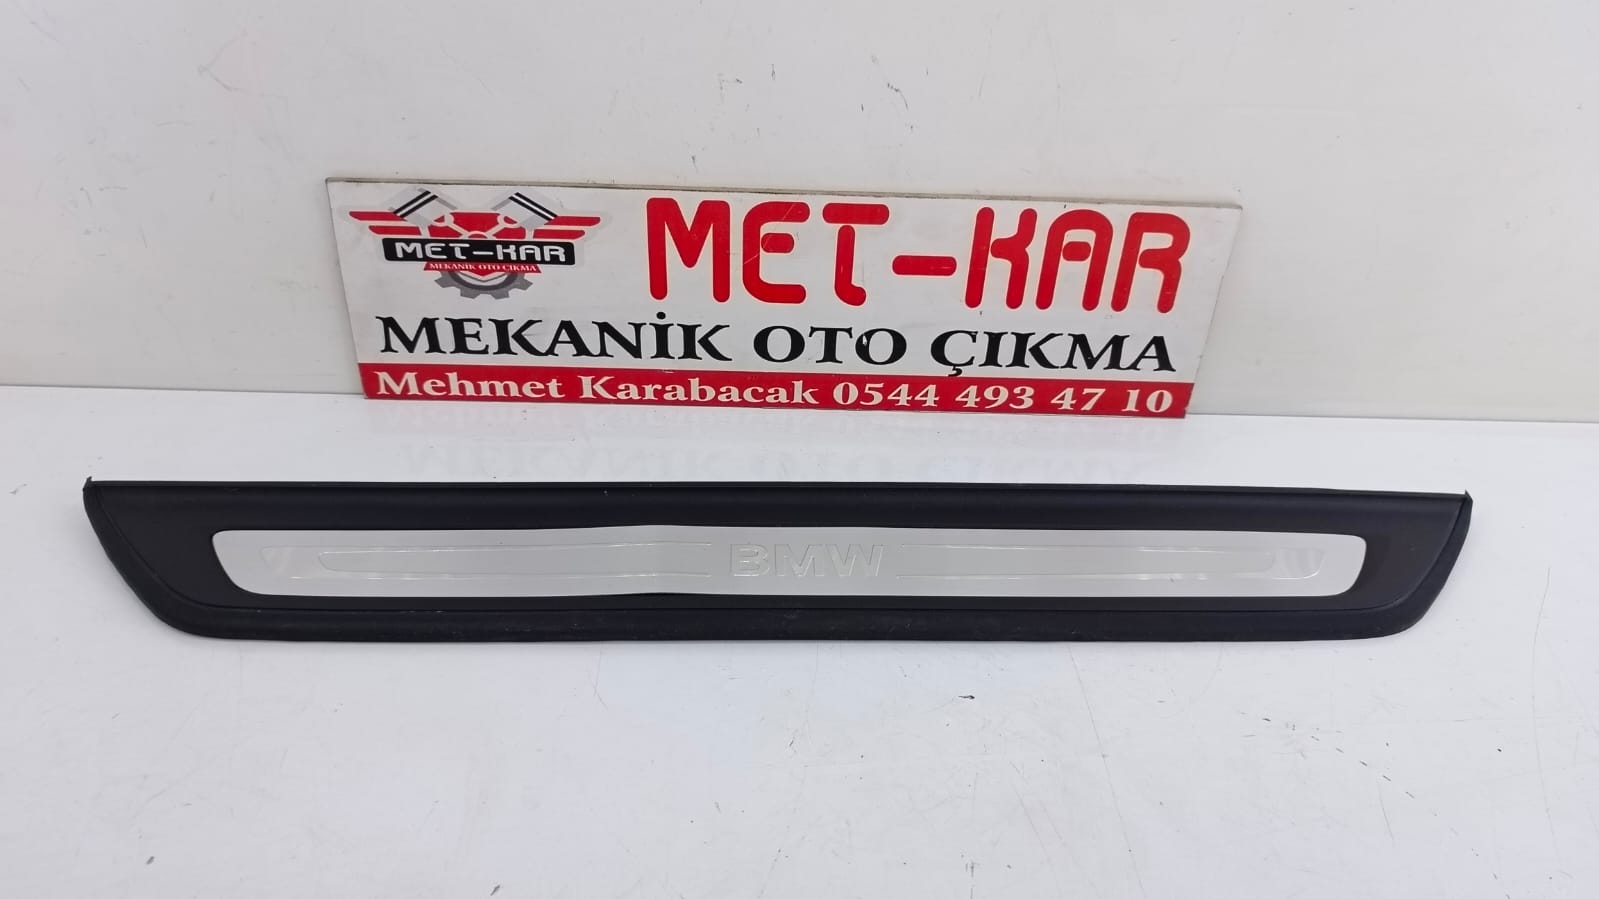 MET-KAR
MEKANİK OTO ÇIKMA
MET-KAR
MEKANİK OTO ÇIKMA
Mehmet Karabacak 0544 493 47 10
BMW